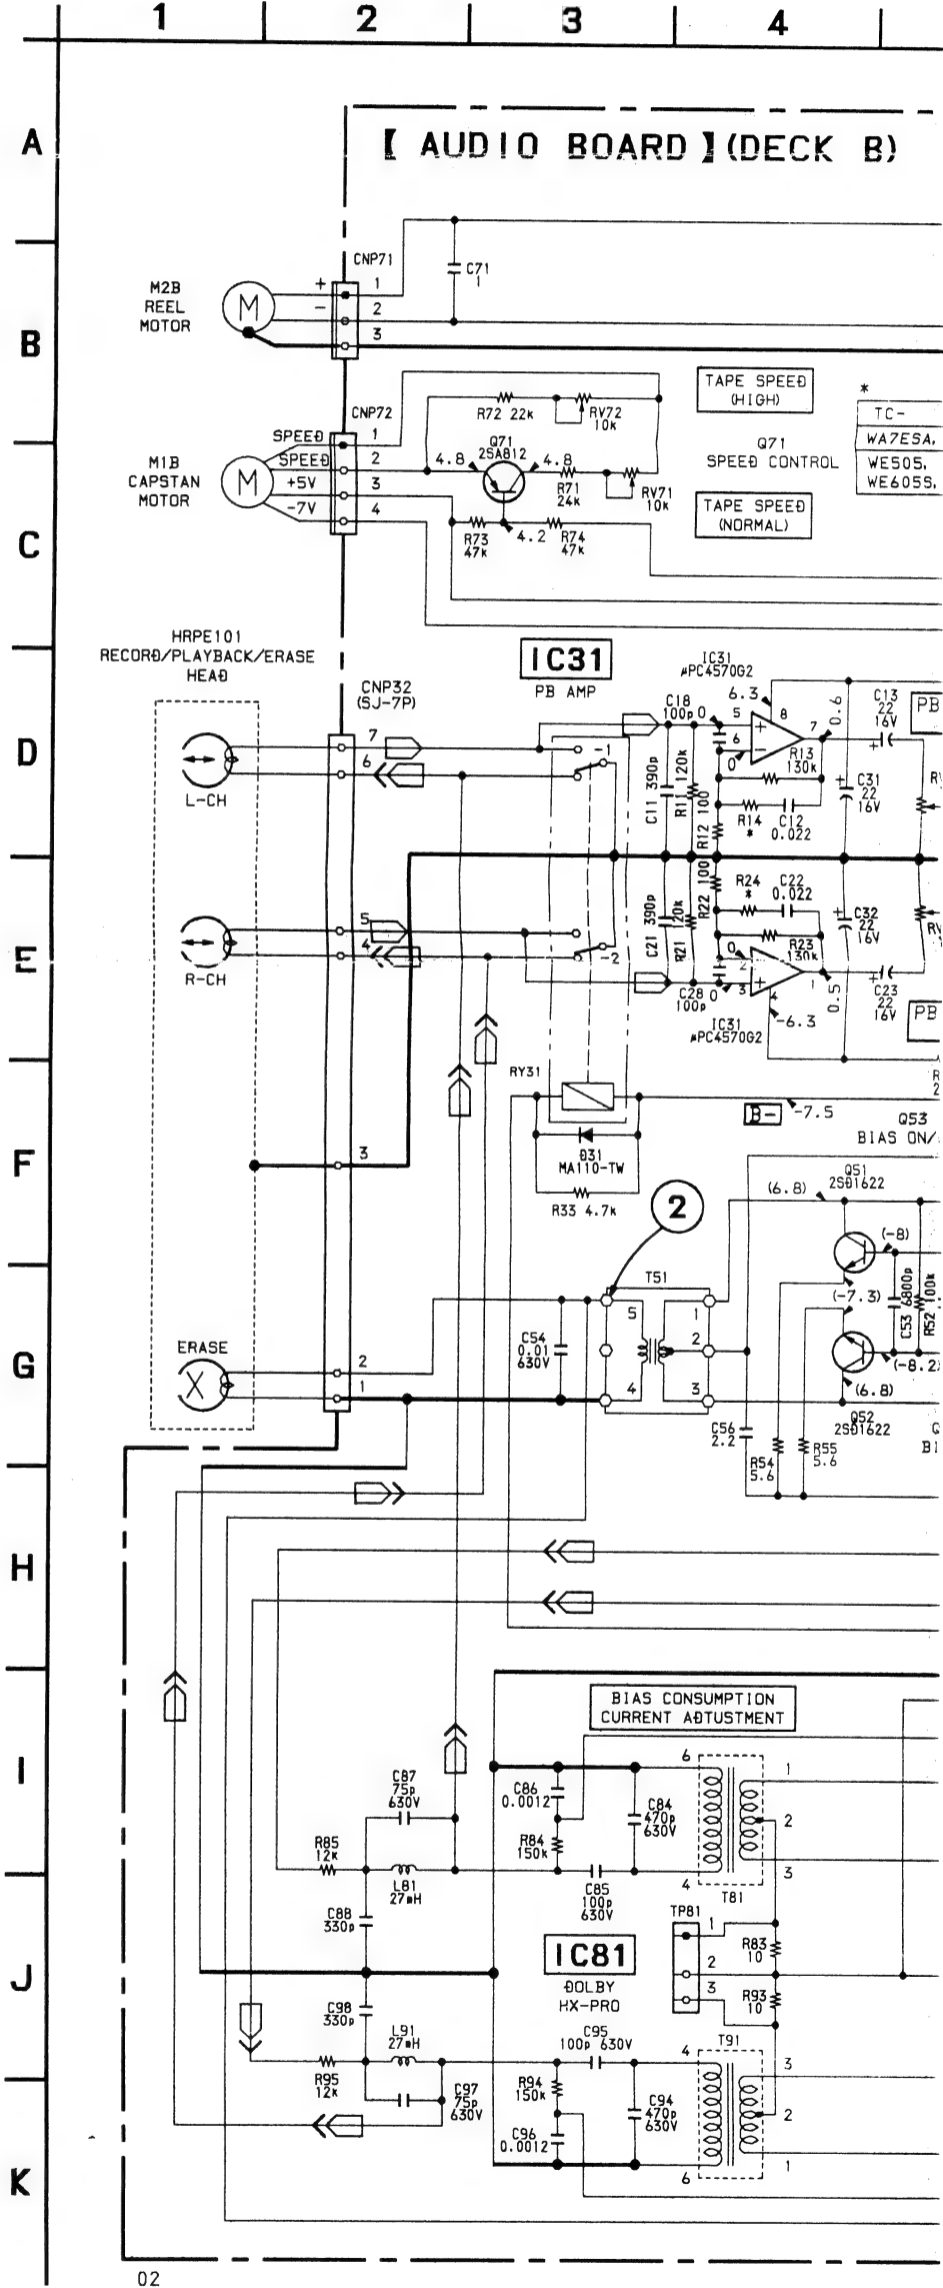 1 2 3 4
A
【 AUDIO BOARD 】(DECK B)
CNP71
C71
1
M2B
REEL
MOTOR
M
+
-
1
2
3
B
TAPE SPEED
(HIGH)
*
TC-
WA7ESA,
WE505,
WE605S,
R72 22k
RV72
10k
CNP72
Q71
2SA812
Q71
SPEED CONTROL
SPEED
SPEED
+5V
-7V
1
2
3
4
4.8
4.8
M1B
CAPSTAN
MOTOR
M
R71
24k
RV71
10k
TAPE SPEED
(NORMAL)
R73
47k
4.2
R74
47k
C
HRPE101
RECORD/PLAYBACK/ERASE
HEAD
IC31
PB AMP
IC31
μPC4570G2
CNP32
(SJ-7P)
C18
100p
0
6.3
5
8
7
0.6
C13
22
16V
PB
7
6
-1
6
0
R13
130k
D
L-CH
C11 390p
R11 120k
R12 100
R14
*
C12
0.022
C31
22
16V
R22 100
R24
*
C22
0.022
C21 390p
R21 120k
C32
22
16V
RV
5
4
-2
0
2
R23
130k
E
R-CH
C28
100p
0
3
4
1
0.5
C23
22
16V
IC31
μPC4570G2
-6.3
PB
RY31
R
2
B-
-7.5
Q53
BIAS ON/
F
3
D31
MA110-TW
R33 4.7k
2
(6.8)
Q51
2SD1622
(-8)
T51
5
1
2
4
3
(-7.3)
C53 6800p
R52 100k
C54
0.01
630V
G
ERASE
2
1
(-8.2)
(6.8)
Q52
2SD1622
C56
2.2
R54
5.6
R55
5.6
BI
H
BIAS CONSUMPTION
CURRENT ADTUSTMENT
I
6
1
2
3
4
T81
C87
75p
630V
C86
0.0012
C84
470p
630V
R85
12k
R84
150k
L81
27mH
C85
100p
630V
C88
330p
TP81
1
2
3
IC81
DOLBY
HX-PRO
R83
10
R93
10
J
C98
330p
L91
27mH
C95
100p 630V
T91
4
3
2
1
6
R95
12k
C97
75p
630V
R94
150k
C94
470p
630V
C96
0.0012
K
02